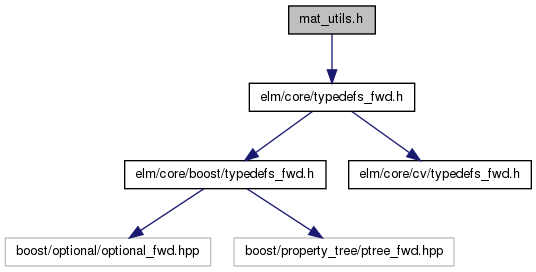 mat_utils.h
elm/core/typedefs_fwd.h
elm/core/boost/typedefs_fwd.h
elm/core/cv/typedefs_fwd.h
boost/optional/optional_fwd.hpp
boost/property_tree/ptree_fwd.hpp